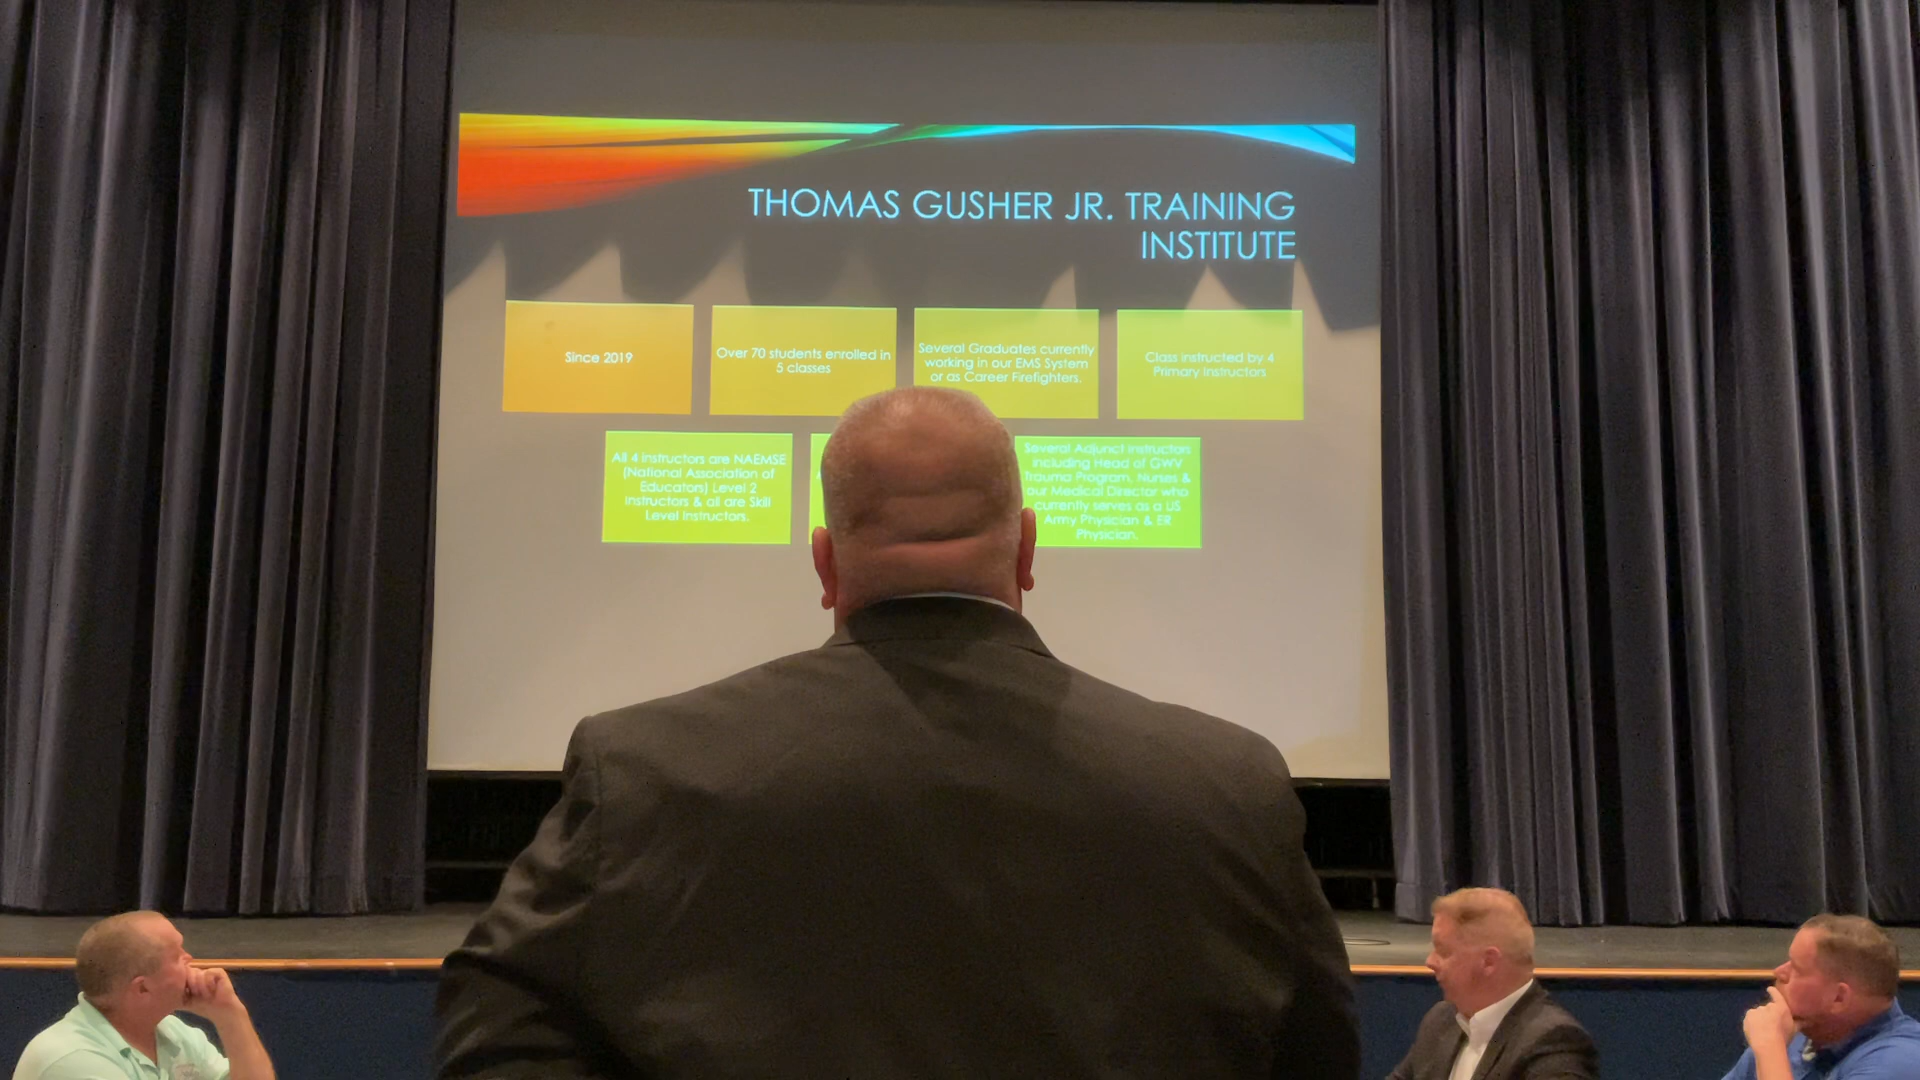 THOMAS GUSHER JR. TRAINING
INSTITUTE
Since 2019
Over 70 students enrolled in
5 classes
Several Graduates currently
working in our EMS System
or as Career Firefighters.
Class instructed by 4
Primary Instructors
All 4 instructors are NAEMSE
(National Association of
Educators) Level 2
Instructors & all are Skill
Level Instructors.
Several Adjunct Instructors
including Head of GWV
Trauma Program, Nurses &
our Medical Director who
currently serves as a US
Army Physician & ER
Physician.